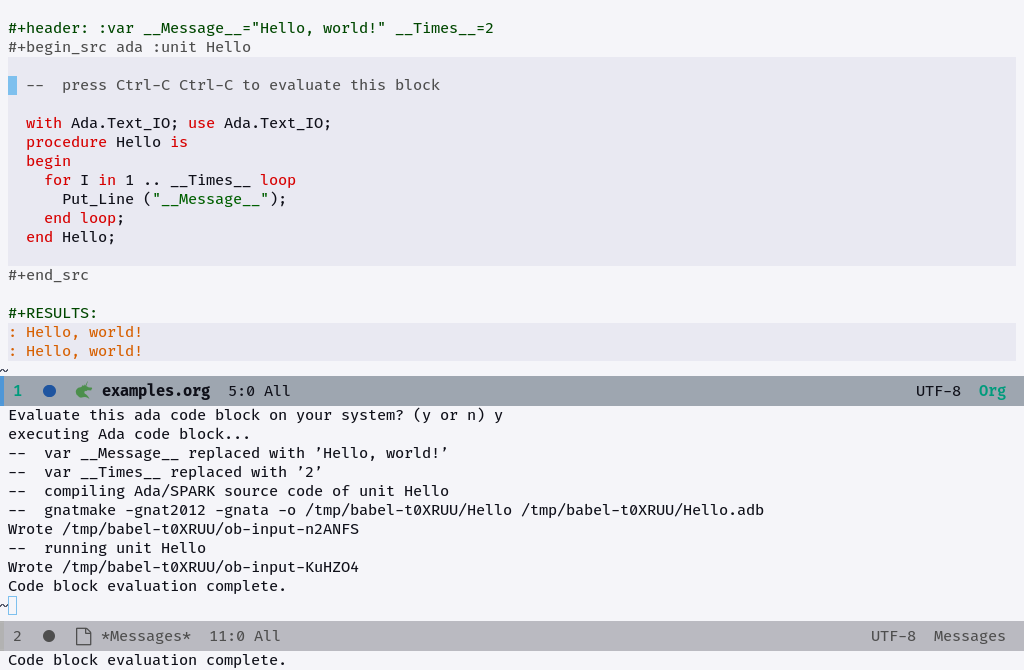 #+header: :var __Message__="Hello, world!" __Times__=2
#+begin_src ada :unit Hello
--  press Ctrl-C Ctrl-C to evaluate this block
with Ada.Text_IO; use Ada.Text_IO;
procedure Hello is
begin
  for I in 1 .. __Times__ loop
    Put_Line ("__Message__");
  end loop;
end Hello;
#+end_src
#+RESULTS:
: Hello, world!
: Hello, world!
~
1 examples.org 5:0 All UTF-8 Org
Evaluate this ada code block on your system? (y or n) y
executing Ada code block...
--  var __Message__ replaced with ’Hello, world!’
--  var __Times__ replaced with ’2’
--  compiling Ada/SPARK source code of unit Hello
--  gnatmake -gnat2012 -gnata -o /tmp/babel-t0XRUU/Hello /tmp/babel-t0XRUU/Hello.adb
Wrote /tmp/babel-t0XRUU/ob-input-n2ANFS
--  running unit Hello
Wrote /tmp/babel-t0XRUU/ob-input-KuHZO4
Code block evaluation complete.
~
2 *Messages* 11:0 All UTF-8 Messages
Code block evaluation complete.